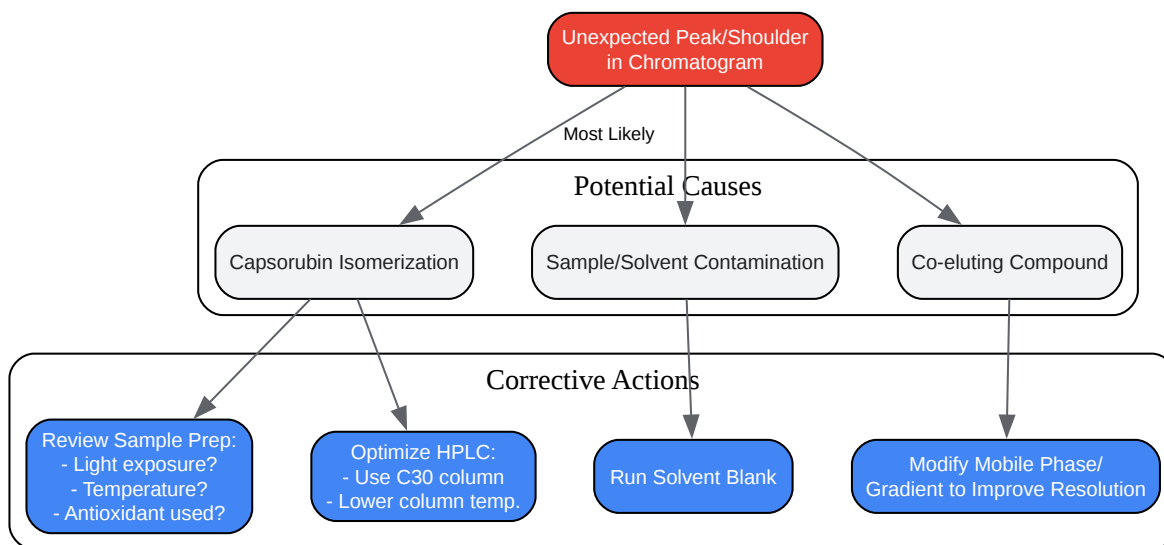 Unexpected Peak/Shoulder
in Chromatogram
Most Likely
Potential Causes
Capsorubin Isomerization
Sample/Solvent Contamination
Co-eluting Compound
Corrective Actions
Review Sample Prep:
- Light exposure?
- Temperature?
- Antioxidant used?
Optimize HPLC:
- Use C30 column
- Lower column temp.
Run Solvent Blank
Modify Mobile Phase/
Gradient to Improve Resolution